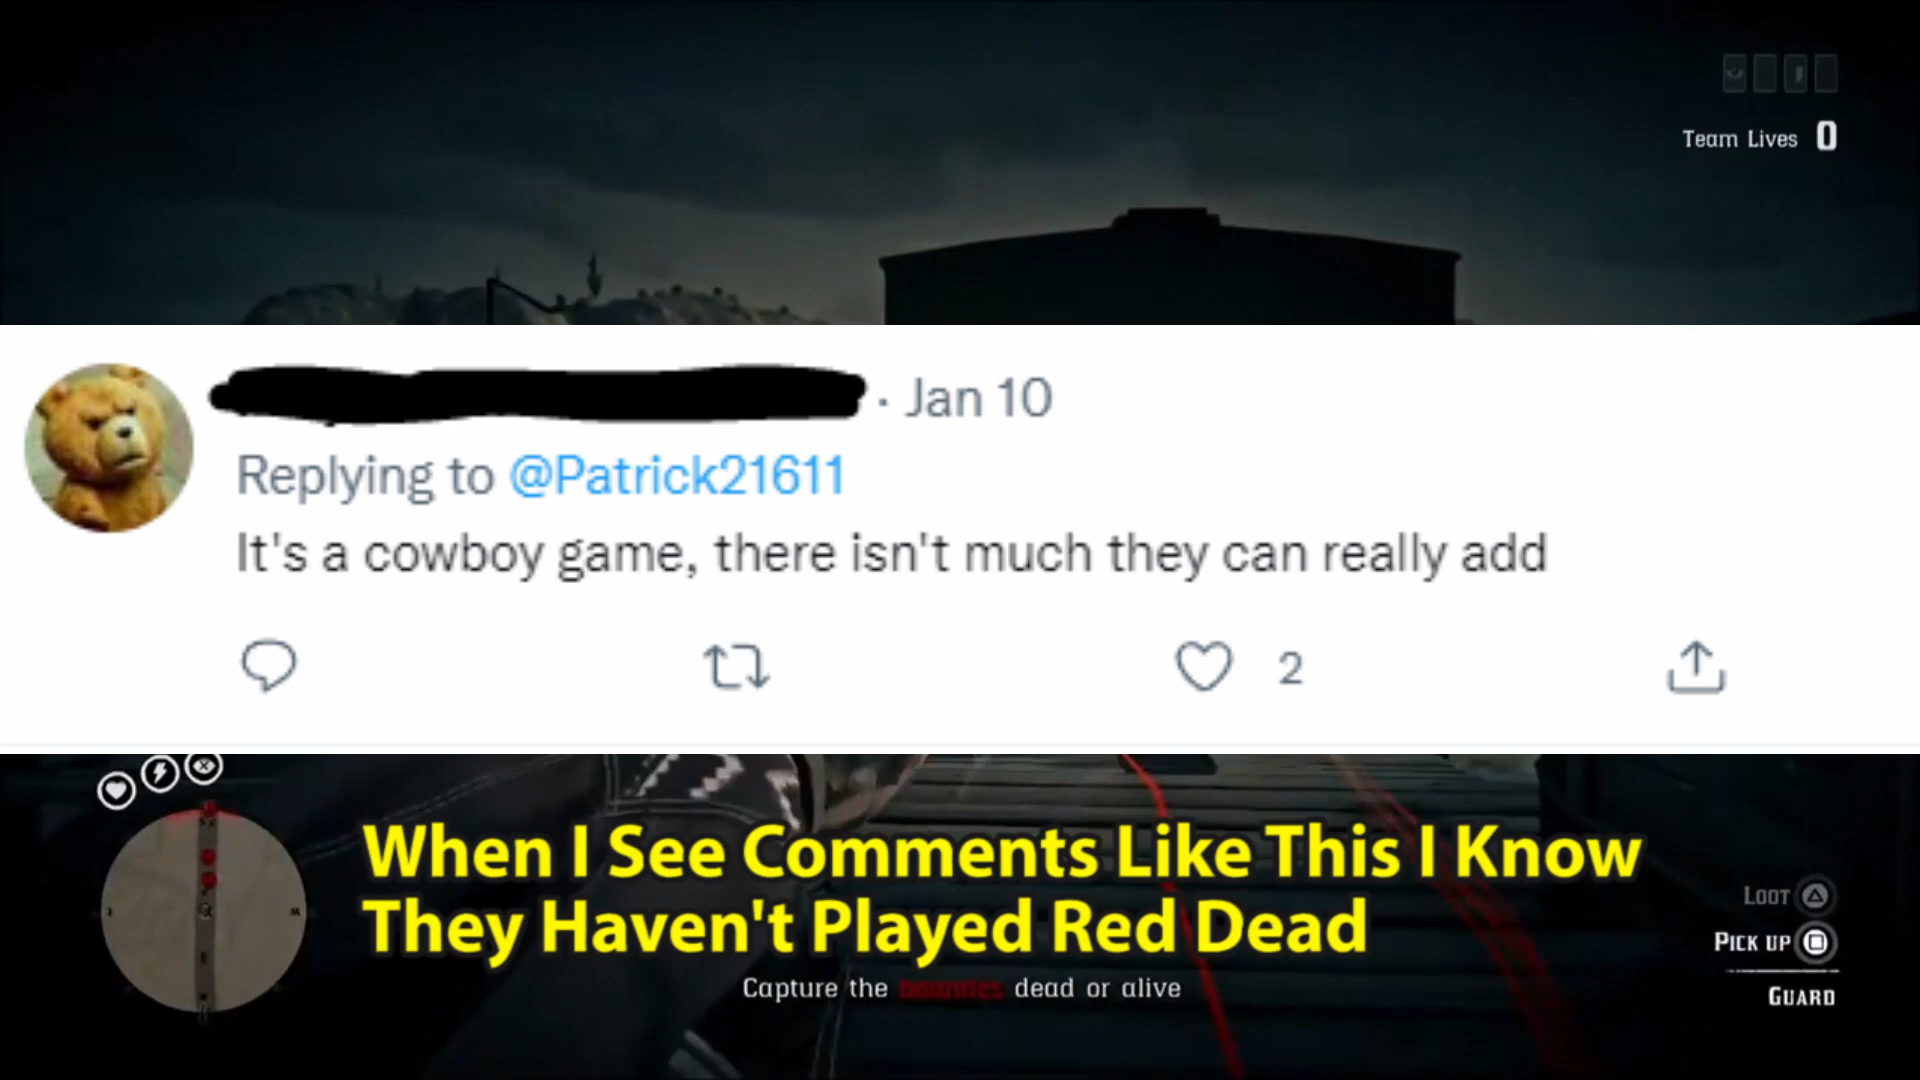 Team Lives 0
· Jan 10
Replying to @Patrick21611
It's a cowboy game, there isn't much they can really add
2
When I See Comments Like This I Know
They Haven't Played Red Dead
Loot
Pick up
Capture the bounties dead or alive
Guard